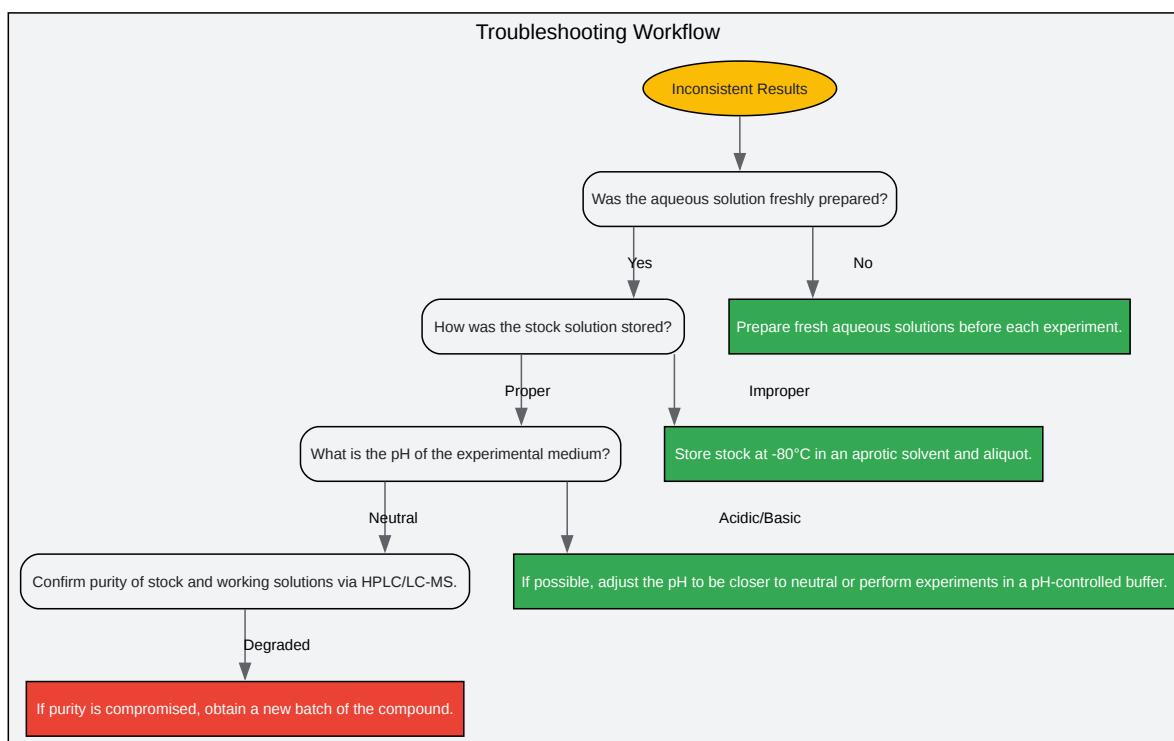 Troubleshooting Workflow
Inconsistent Results
Was the aqueous solution freshly prepared?
Yes
No
How was the stock solution stored?
Prepare fresh aqueous solutions before each experiment.
Proper
Improper
What is the pH of the experimental medium?
Store stock at -80°C in an aprotic solvent and aliquot.
Neutral
Acidic/Basic
Confirm purity of stock and working solutions via HPLC/LC-MS.
If possible, adjust the pH to be closer to neutral or perform experiments in a pH-controlled buffer.
Degraded
If purity is compromised, obtain a new batch of the compound.